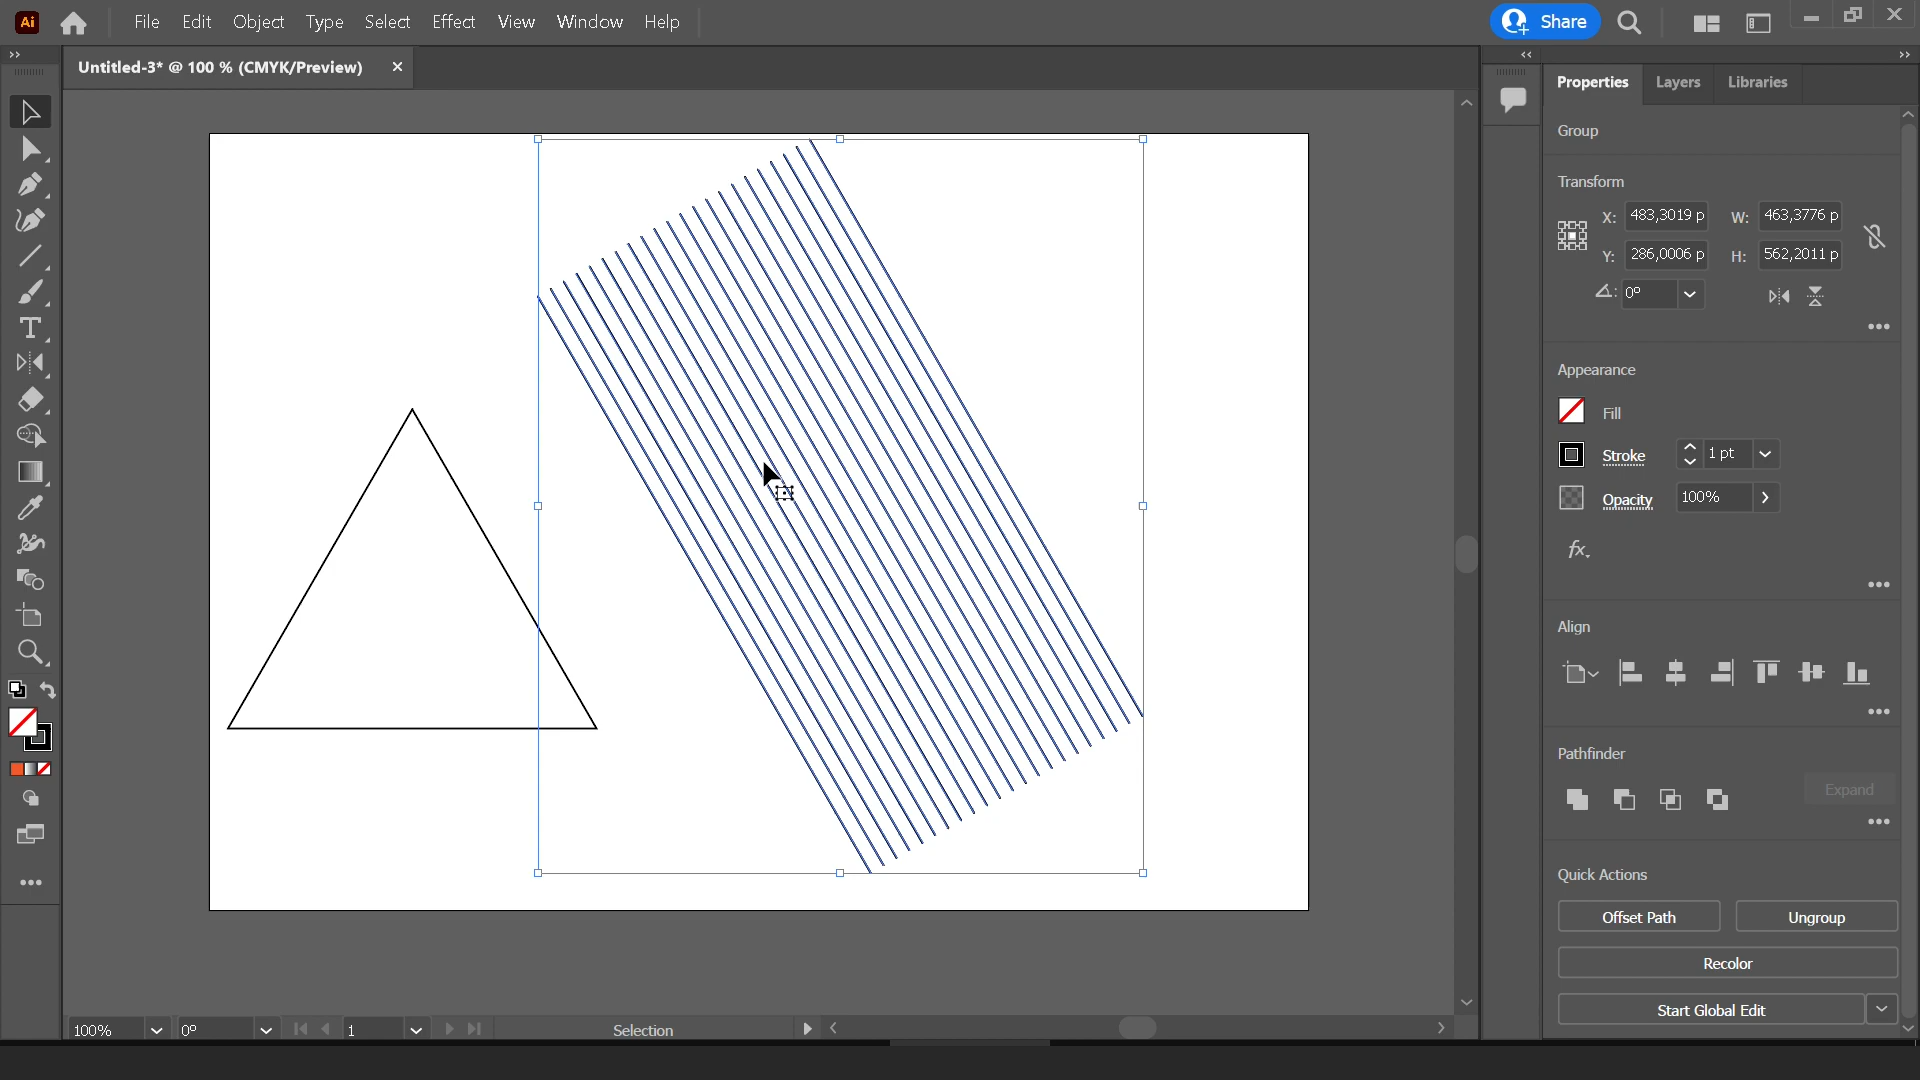 Ai File Edit Object Type Select Effect View Window Help Share
Untitled-3* @ 100 % (CMYK/Preview) ×
Properties Layers Libraries
Group
Transform
X: 483,3019 p W: 463,3776 p
Y: 286,0006 p H: 562,2011 p
0°
Appearance
Fill
Stroke 1 pt
Opacity 100%
fx.
Align
Pathfinder
Expand
Quick Actions
Offset Path Ungroup
Recolor
Start Global Edit
100% 0° 1 Selection